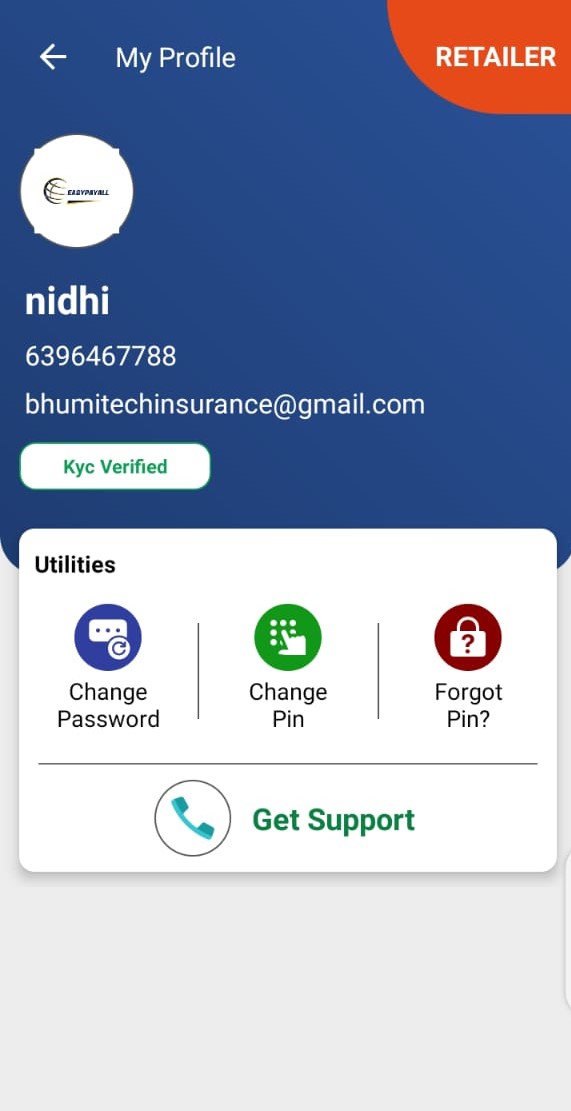 My Profile
RETAILER
EASYPAYALL
nidhi
6396467788
bhumitechinsurance@gmail.com
Kyc Verified
Utilities
Change
Password
Change
Pin
Forgot
Pin?
Get Support